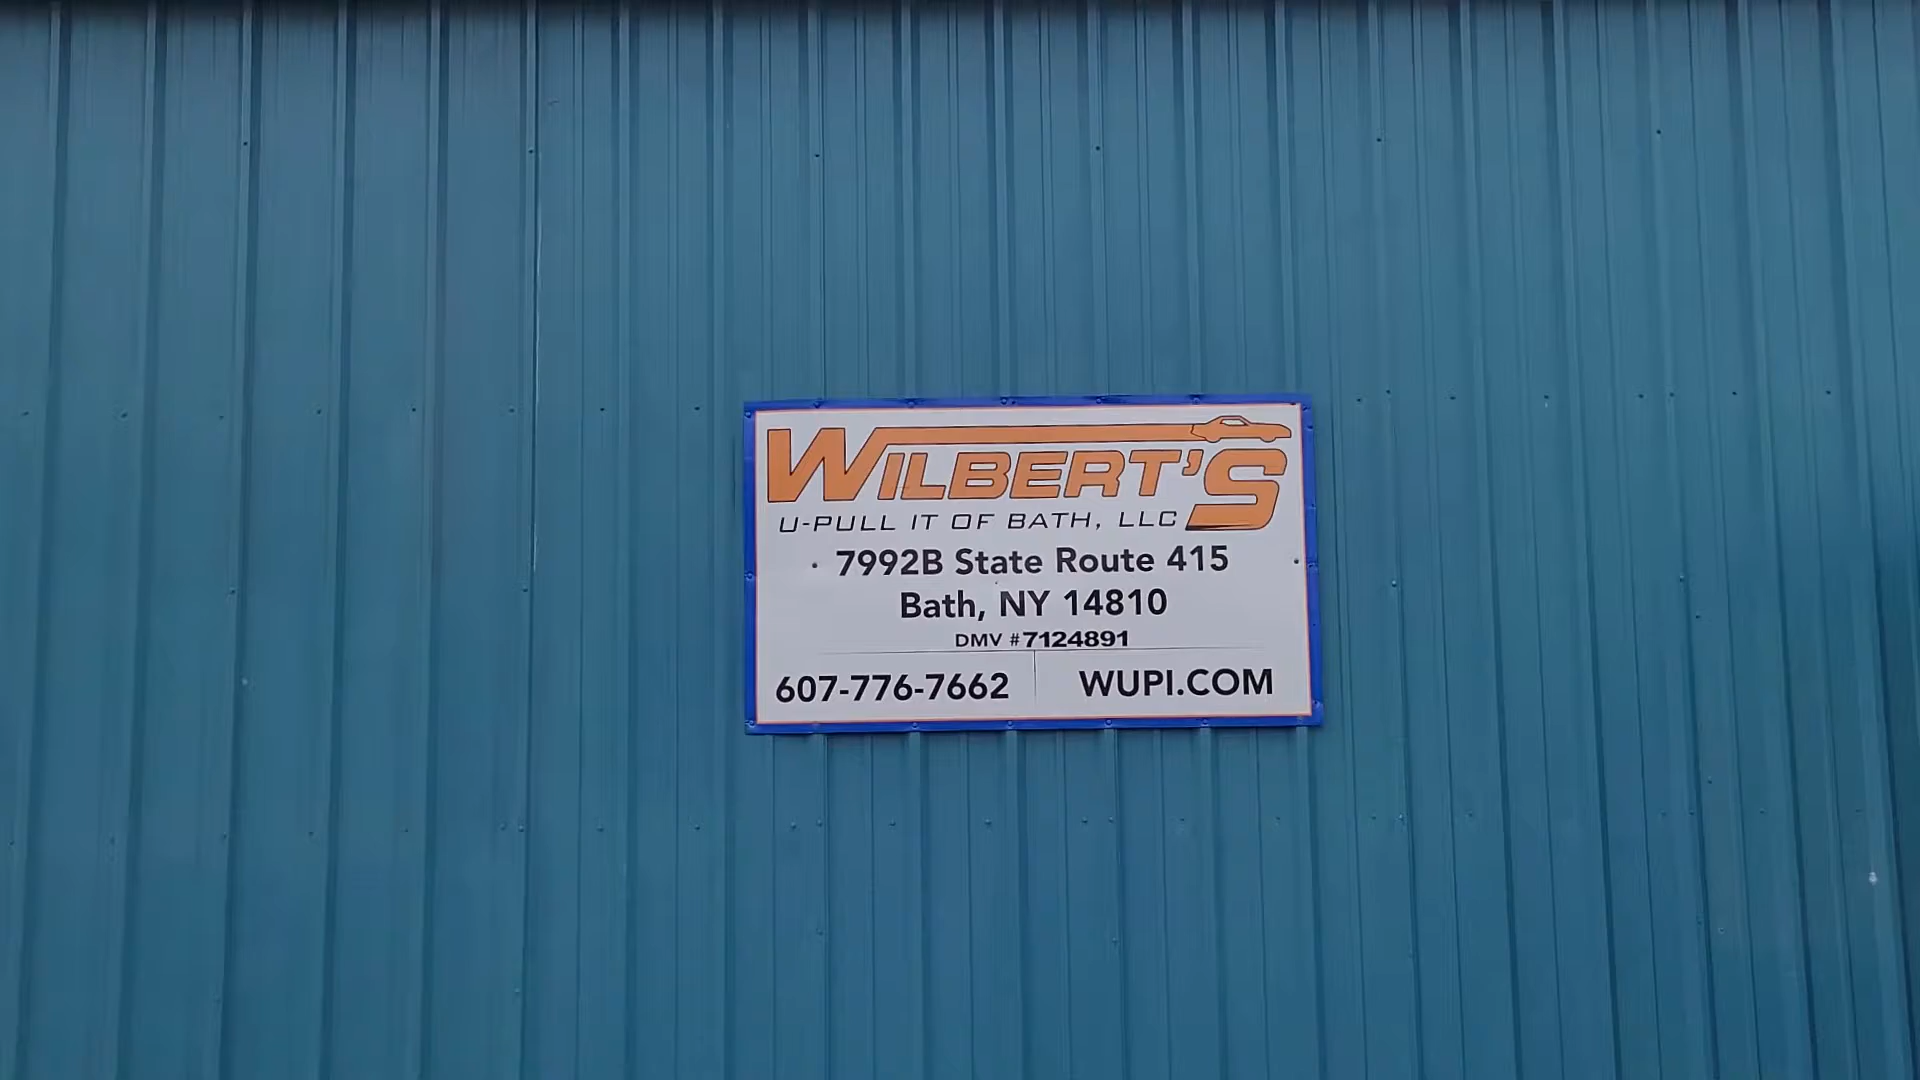 WILBERT'S
U-PULL IT OF BATH, LLC
7992B State Route 415
Bath, NY 14810
DMV #7124891
607-776-7662 WUPI.COM